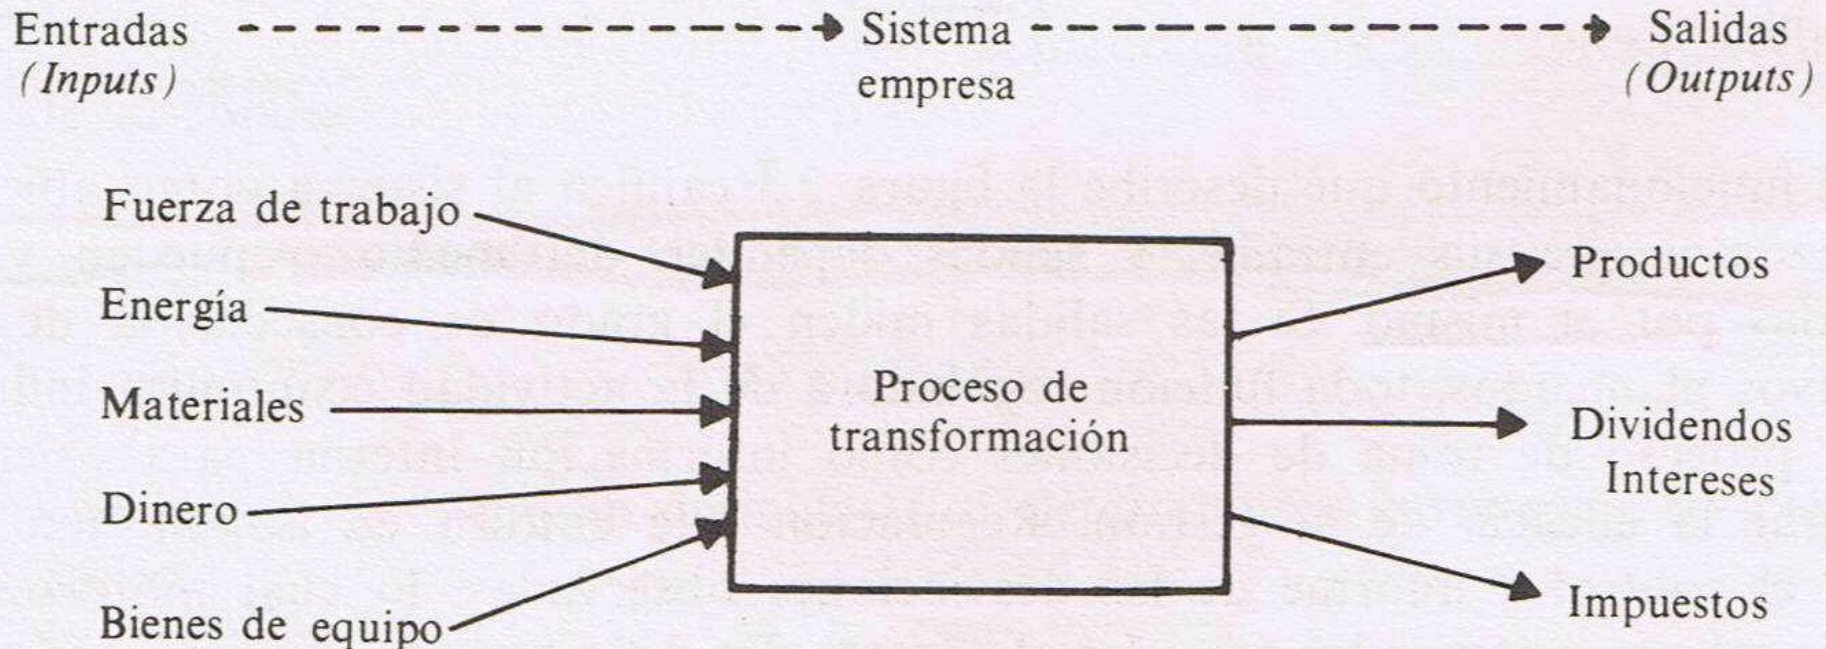 Entradas
(Inputs)
Sistema
empresa
Salidas
(Outputs)
Fuerza de trabajo
Energía
Materiales
Dinero
Bienes de equipo
Proceso de
transformación
Productos
Dividendos
Intereses
Impuestos